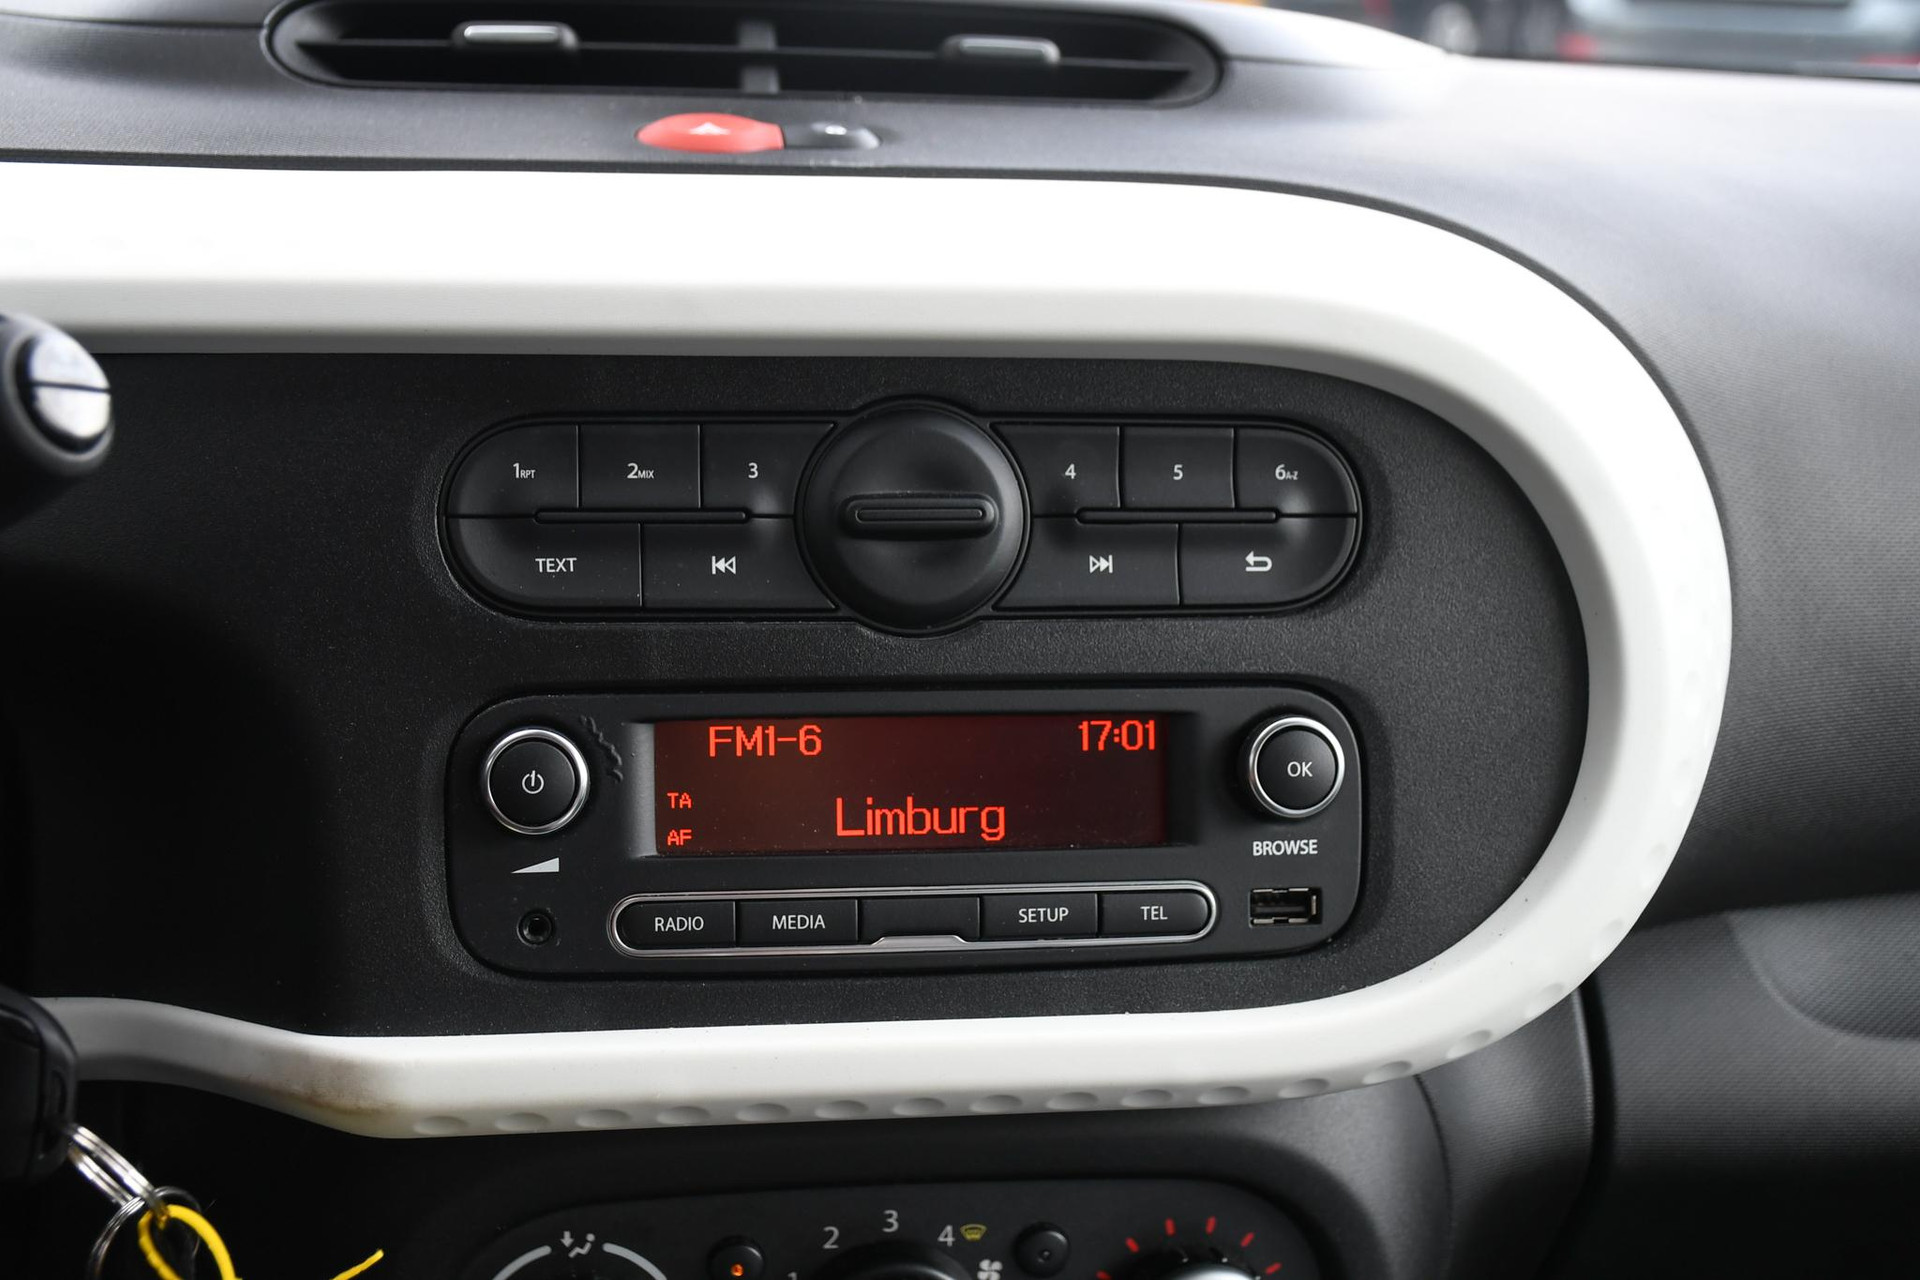 1RPT 2MIX 3 4 5 6A-Z
TEXT
FM1-6 17:01
TA
Limburg
AF
OK
BROWSE
RADIO MEDIA SETUP TEL
1 2 3 4